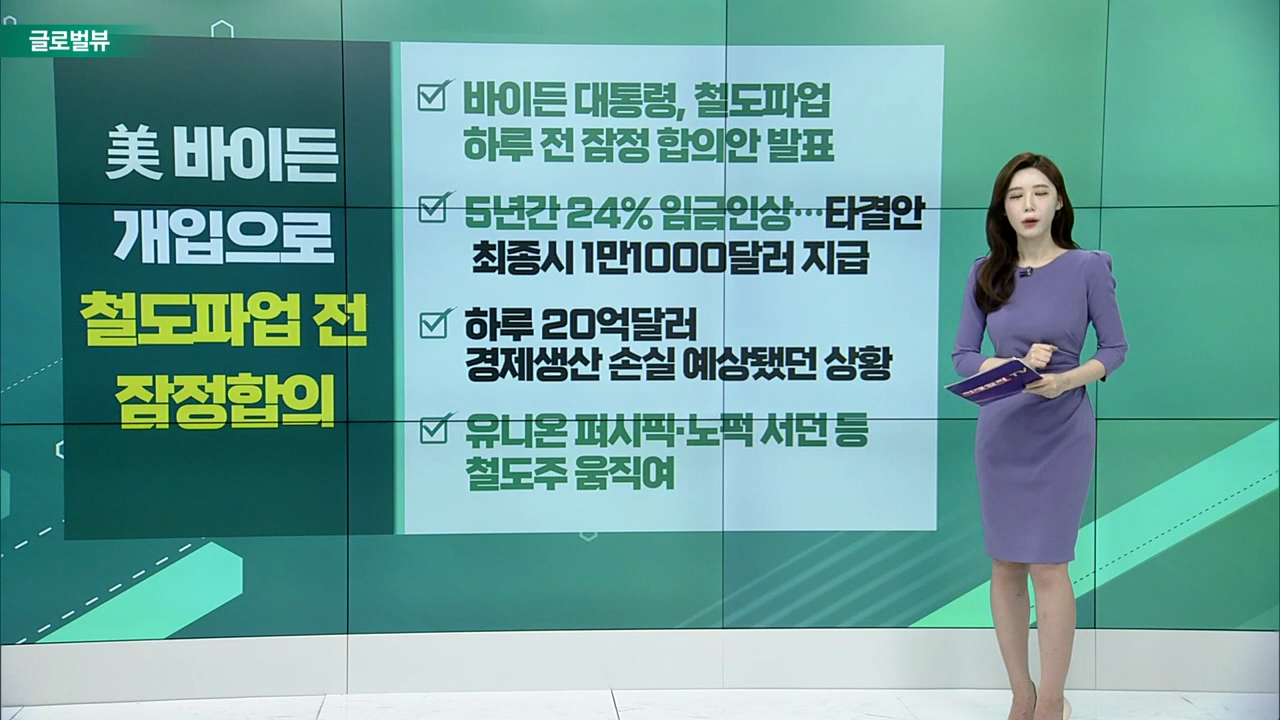 글로벌뷰
美 바이든
개입으로
철도파업 전
잠정합의
바이든 대통령, 철도파업
하루 전 잠정 합의안 발표
5년간 24% 임금인상…타결안
최종시 1만1000달러 지급
하루 20억달러
경제생산 손실 예상됐던 상황
유니온 퍼시픽·노퍽 서던 등
철도주 움직여